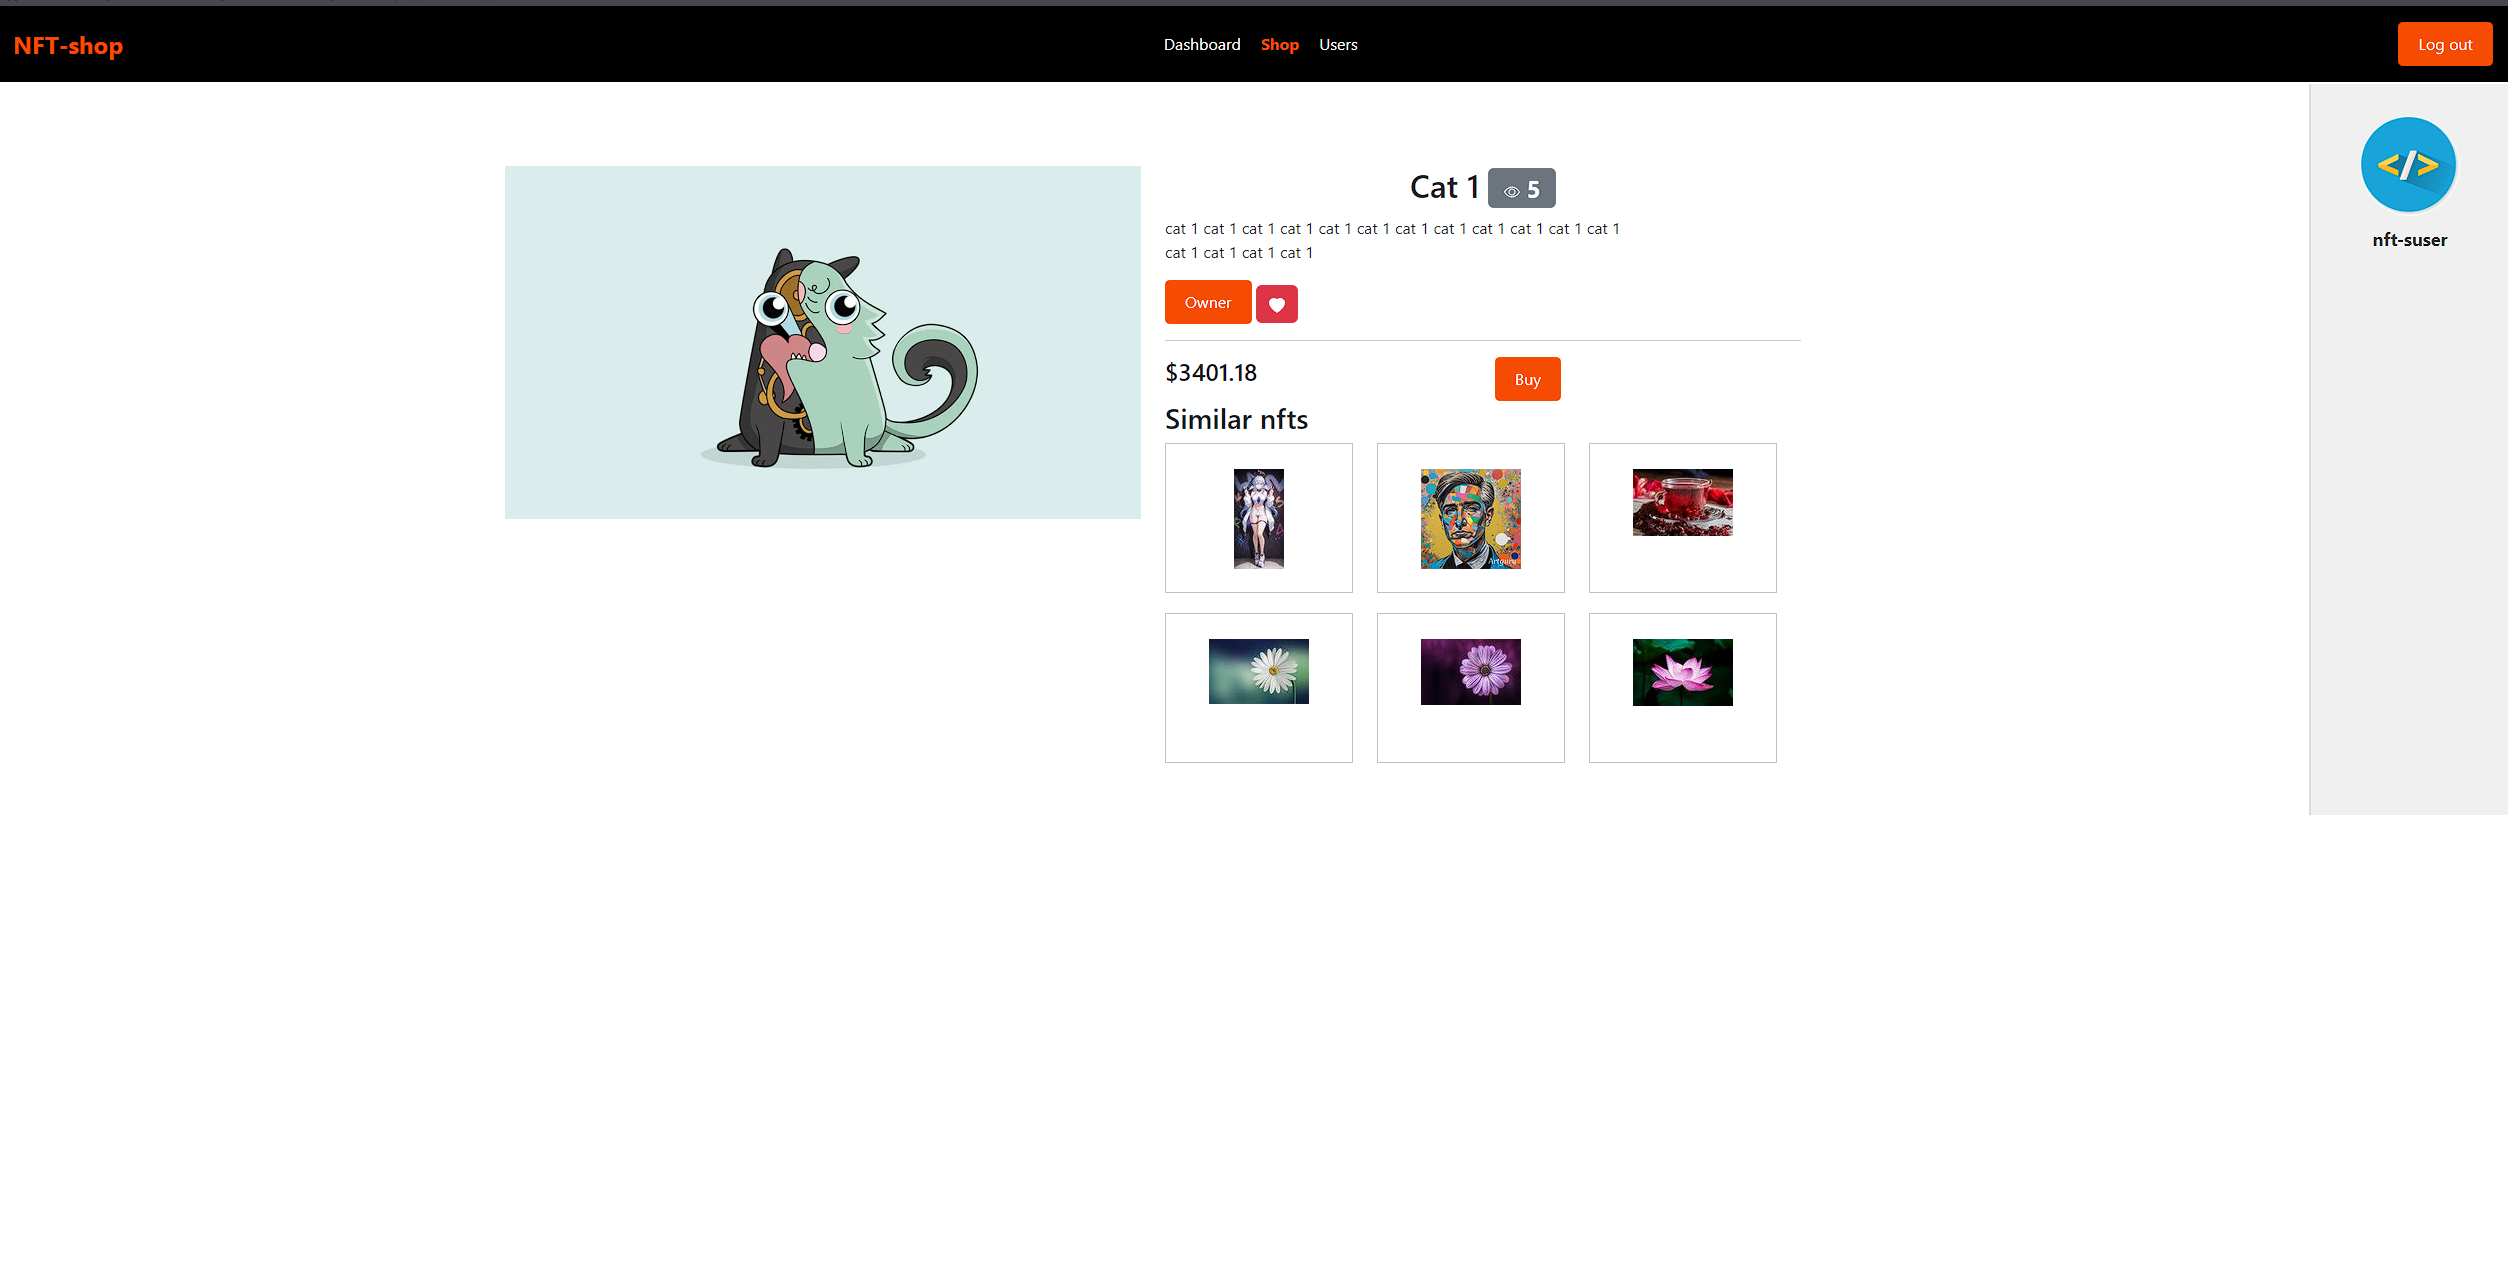 NFT-shop
Dashboard Shop Users
Log out
nft-suser
Cat 1 5
cat 1 cat 1 cat 1 cat 1 cat 1 cat 1 cat 1 cat 1 cat 1 cat 1 cat 1 cat 1
cat 1 cat 1 cat 1 cat 1
Owner
$3401.18 Buy
Similar nfts
Artguru